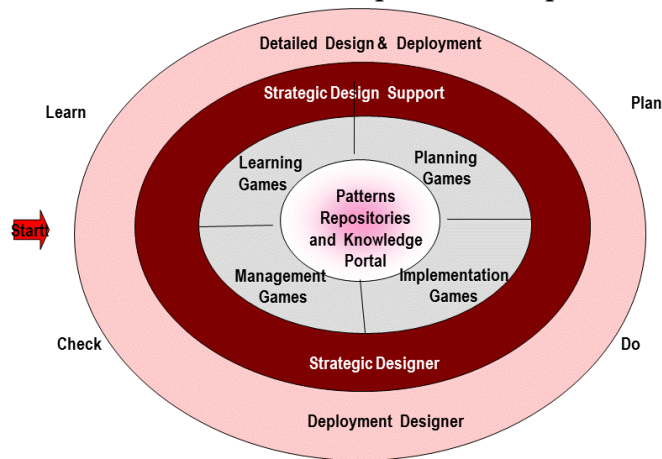 Detailed Design & Deployment
Strategic Design Support
Learn
Plan
Learning
Games
Planning
Games
Patterns
Repositories
and Knowledge
Portal
Start
Management
Games
Implementation
Games
Check
Do
Strategic Designer
Deployment Designer